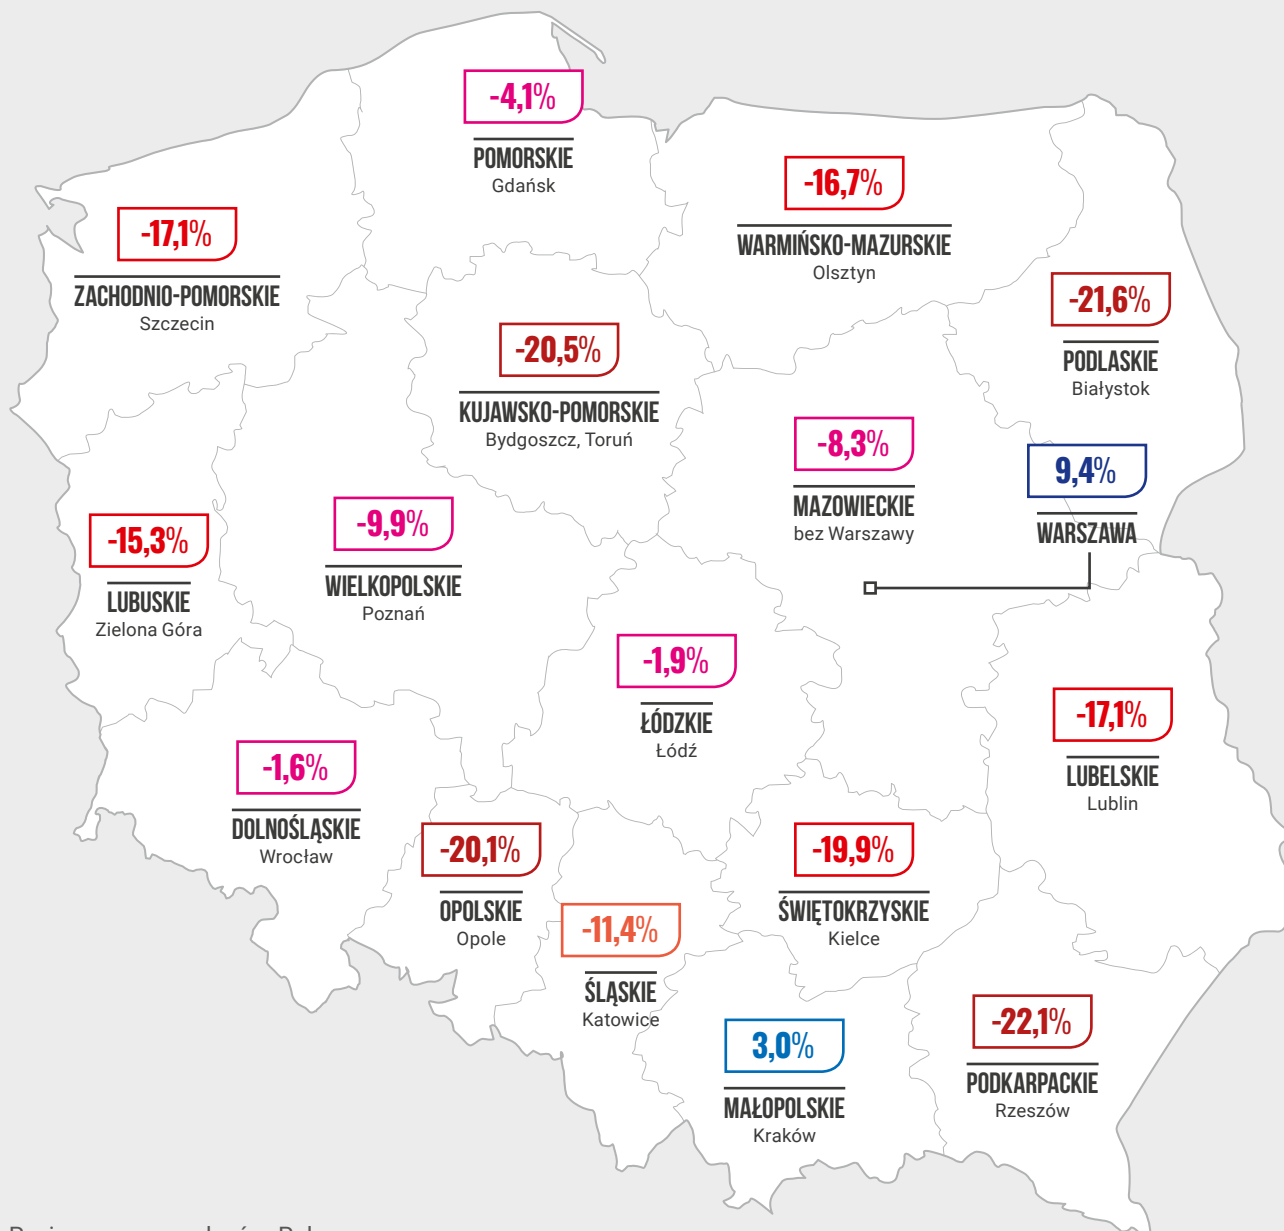 -4,1%
POMORSKIE
Gdańsk
-16,7%
WARMIŃSKO-MAZURSKIE
Olsztyn
-17,1%
ZACHODNIO-POMORSKIE
Szczecin
-21,6%
PODLASKIE
Białystok
-20,5%
KUJAWSKO-POMORSKIE
Bydgoszcz, Toruń
-8,3%
MAZOWIECKIE
bez Warszawy
9,4%
WARSZAWA
-9,9%
WIELKOPOLSKIE
Poznań
-15,3%
LUBUSKIE
Zielona Góra
-1,9%
ŁÓDZKIE
Łódź
-17,1%
LUBELSKIE
Lublin
-1,6%
DOLNOŚLĄSKIE
Wrocław
-20,1%
OPOLSKIE
Opole
-19,9%
ŚWIĘTOKRZYSKIE
Kielce
-11,4%
ŚLĄSKIE
Katowice
3,0%
MAŁOPOLSKIE
Kraków
-22,1%
PODKARPACKIE
Rzeszów